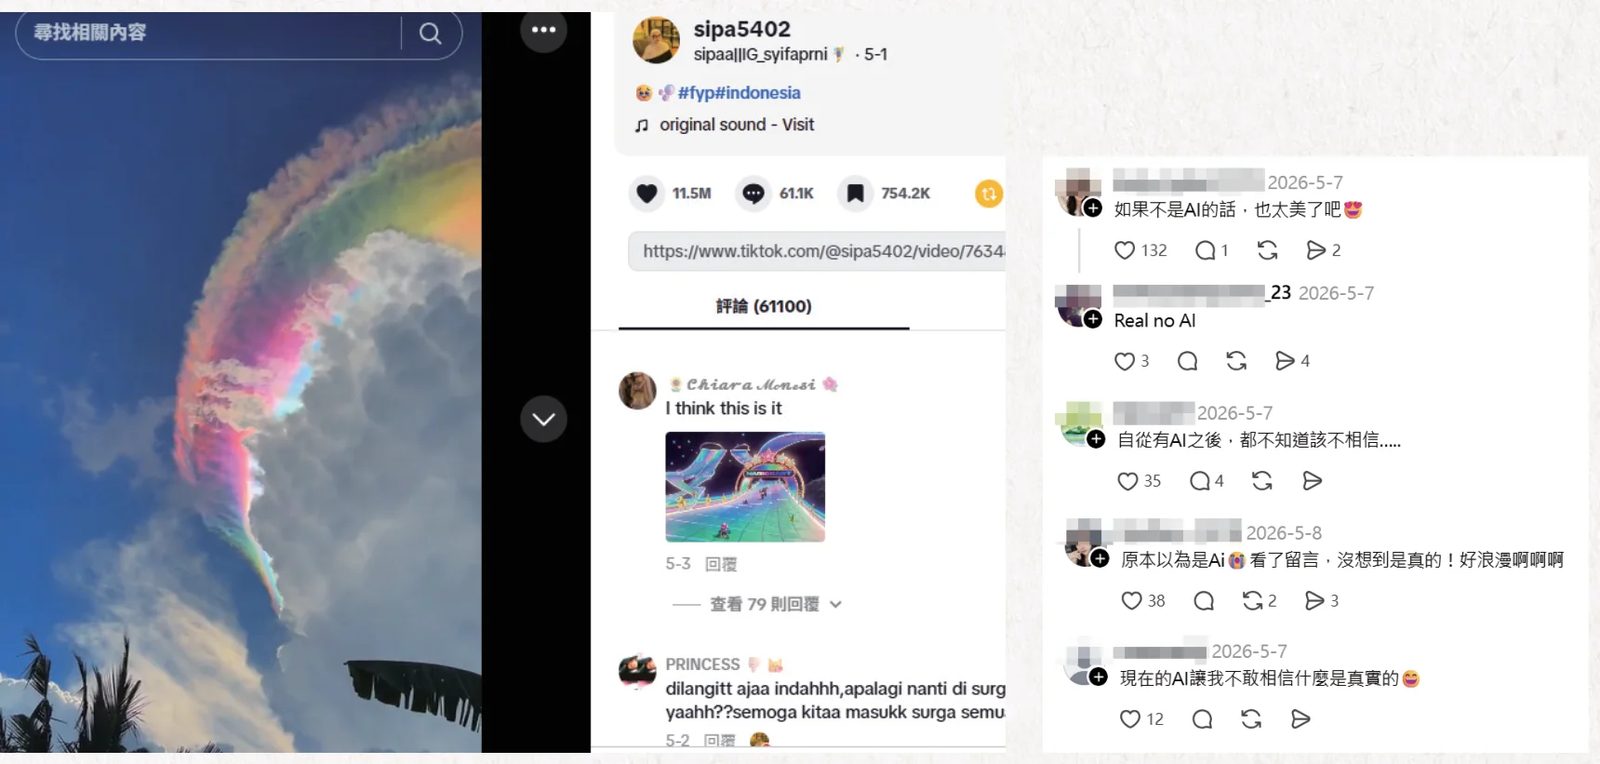 尋找相關內容
sipa5402
sipaa||IG_syifaprni · 5-1
#fyp#indonesia
original sound - Visit
11.5M
61.1K
754.2K
https://www.tiktok.com/@sipa5402/video/7634
評論 (61100)
Chiara Monesi
I think this is it
MARIO KART
5-3 回覆
查看 79 則回覆
PRINCESS
dilangitt ajaa indahhh,apalagi nanti di surg
yaahh??semoga kitaa masukk surga semu
5-2 回覆
2026-5-7
如果不是AI的話，也太美了吧
132 1 2
_23 2026-5-7
Real no AI
3 4
2026-5-7
自從有AI之後，都不知道該不相信.....
35 4
2026-5-8
原本以為是Ai 看了留言，沒想到是真的！好浪漫啊啊啊
38 2 3
2026-5-7
現在的AI讓我不敢相信什麼是真實的
12